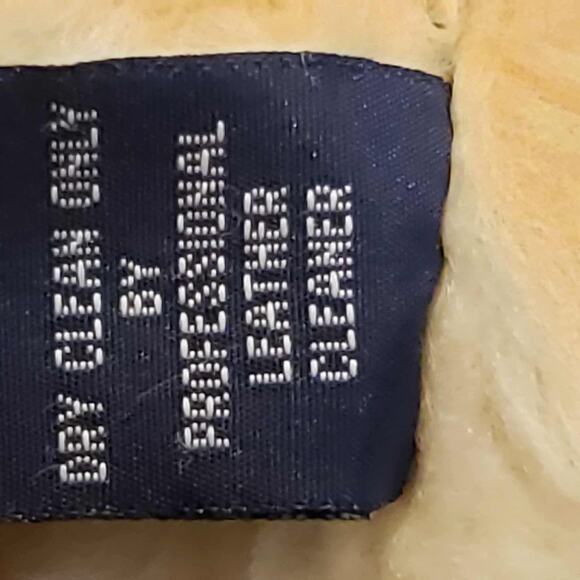 DRY CLEAN ONLY
BY
PROFESSIONAL
LEATHER
CLEANER